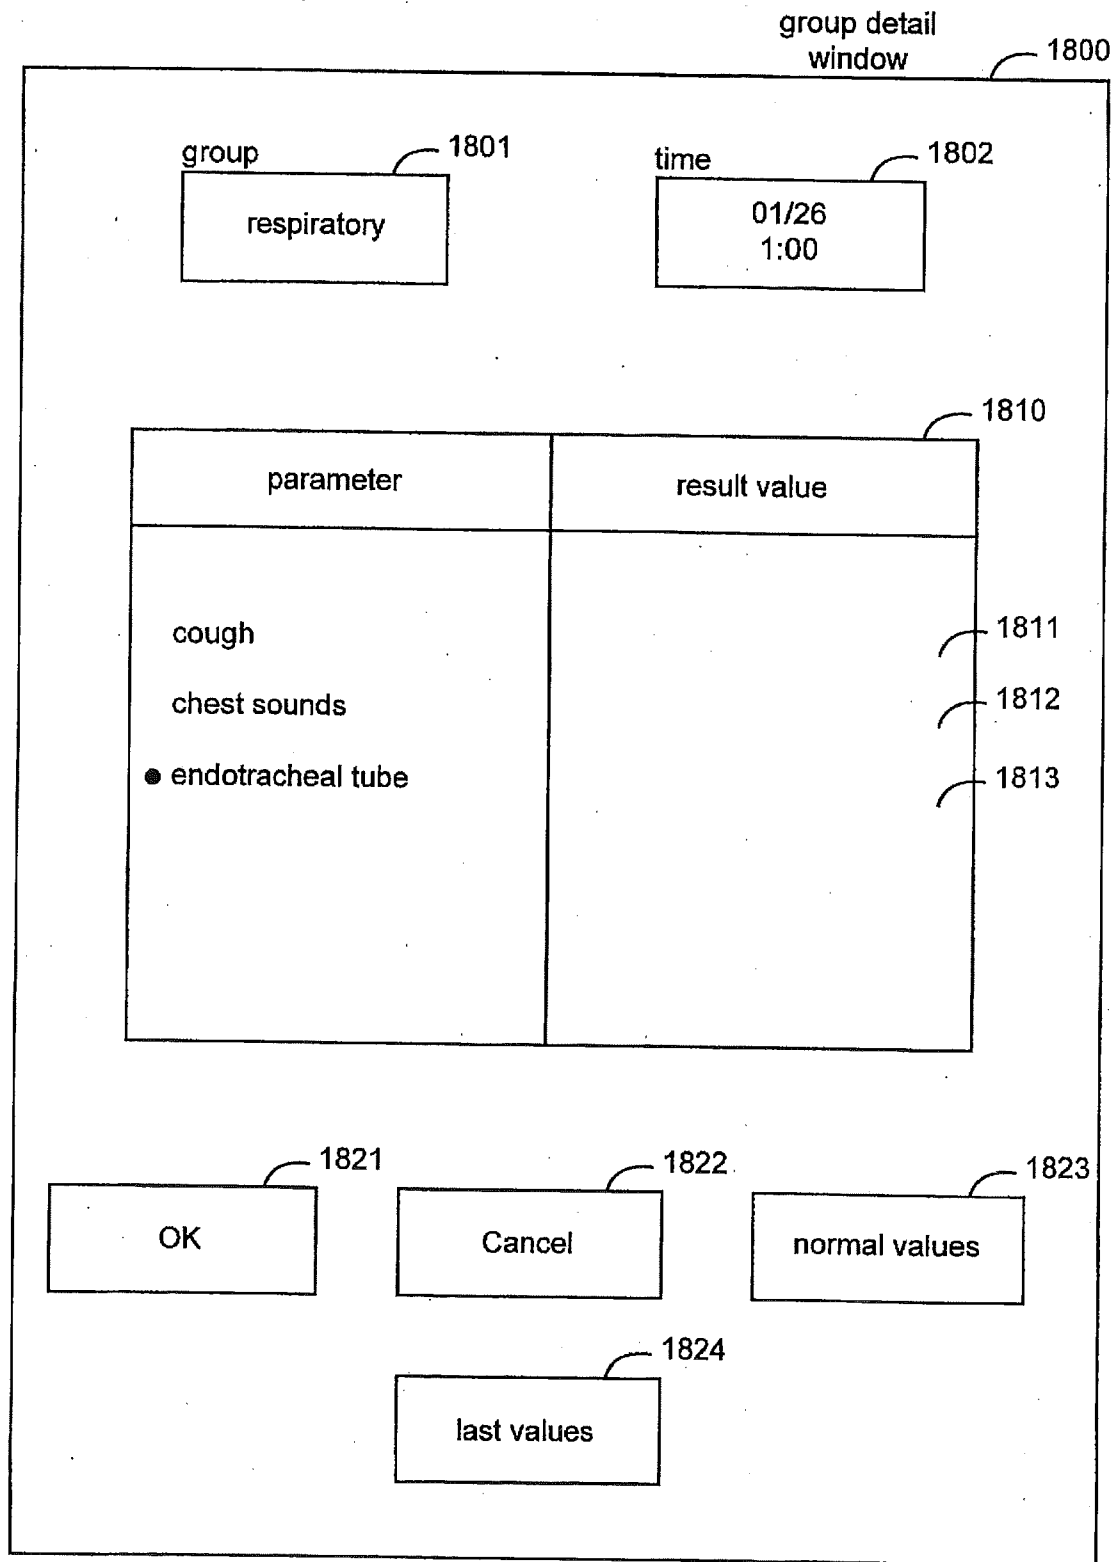 group detail
window
1800
group
1801
respiratory
time
1802
01/26
1:00
1810
parameter
result value
cough
1811
chest sounds
1812
● endotracheal tube
1813
1821
OK
1822
Cancel
1823
normal values
1824
last values